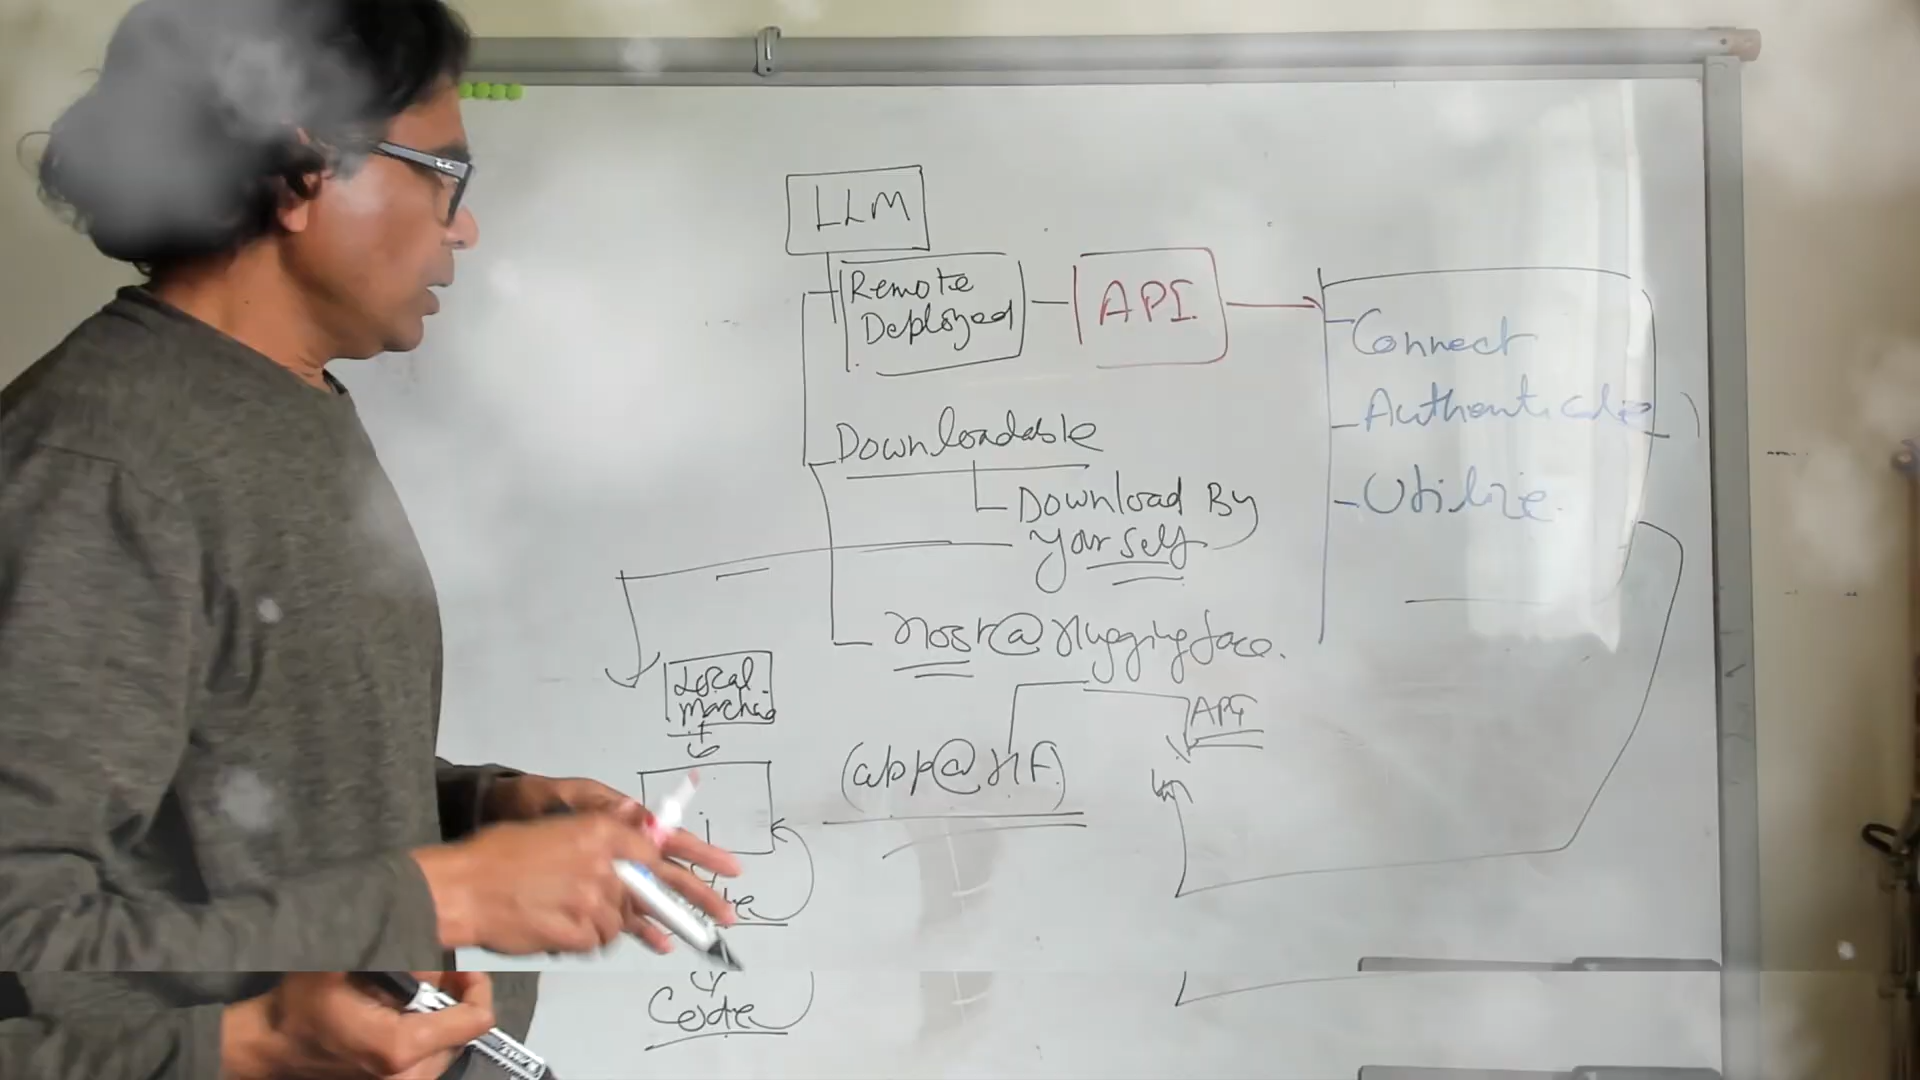 LLM
Remote
Deployed
API
Connect
Authenticate
Utilize
Downloadable
Download By
yourself
Host@Huggingface.
Local
Machine
API
(app@HF)
Code